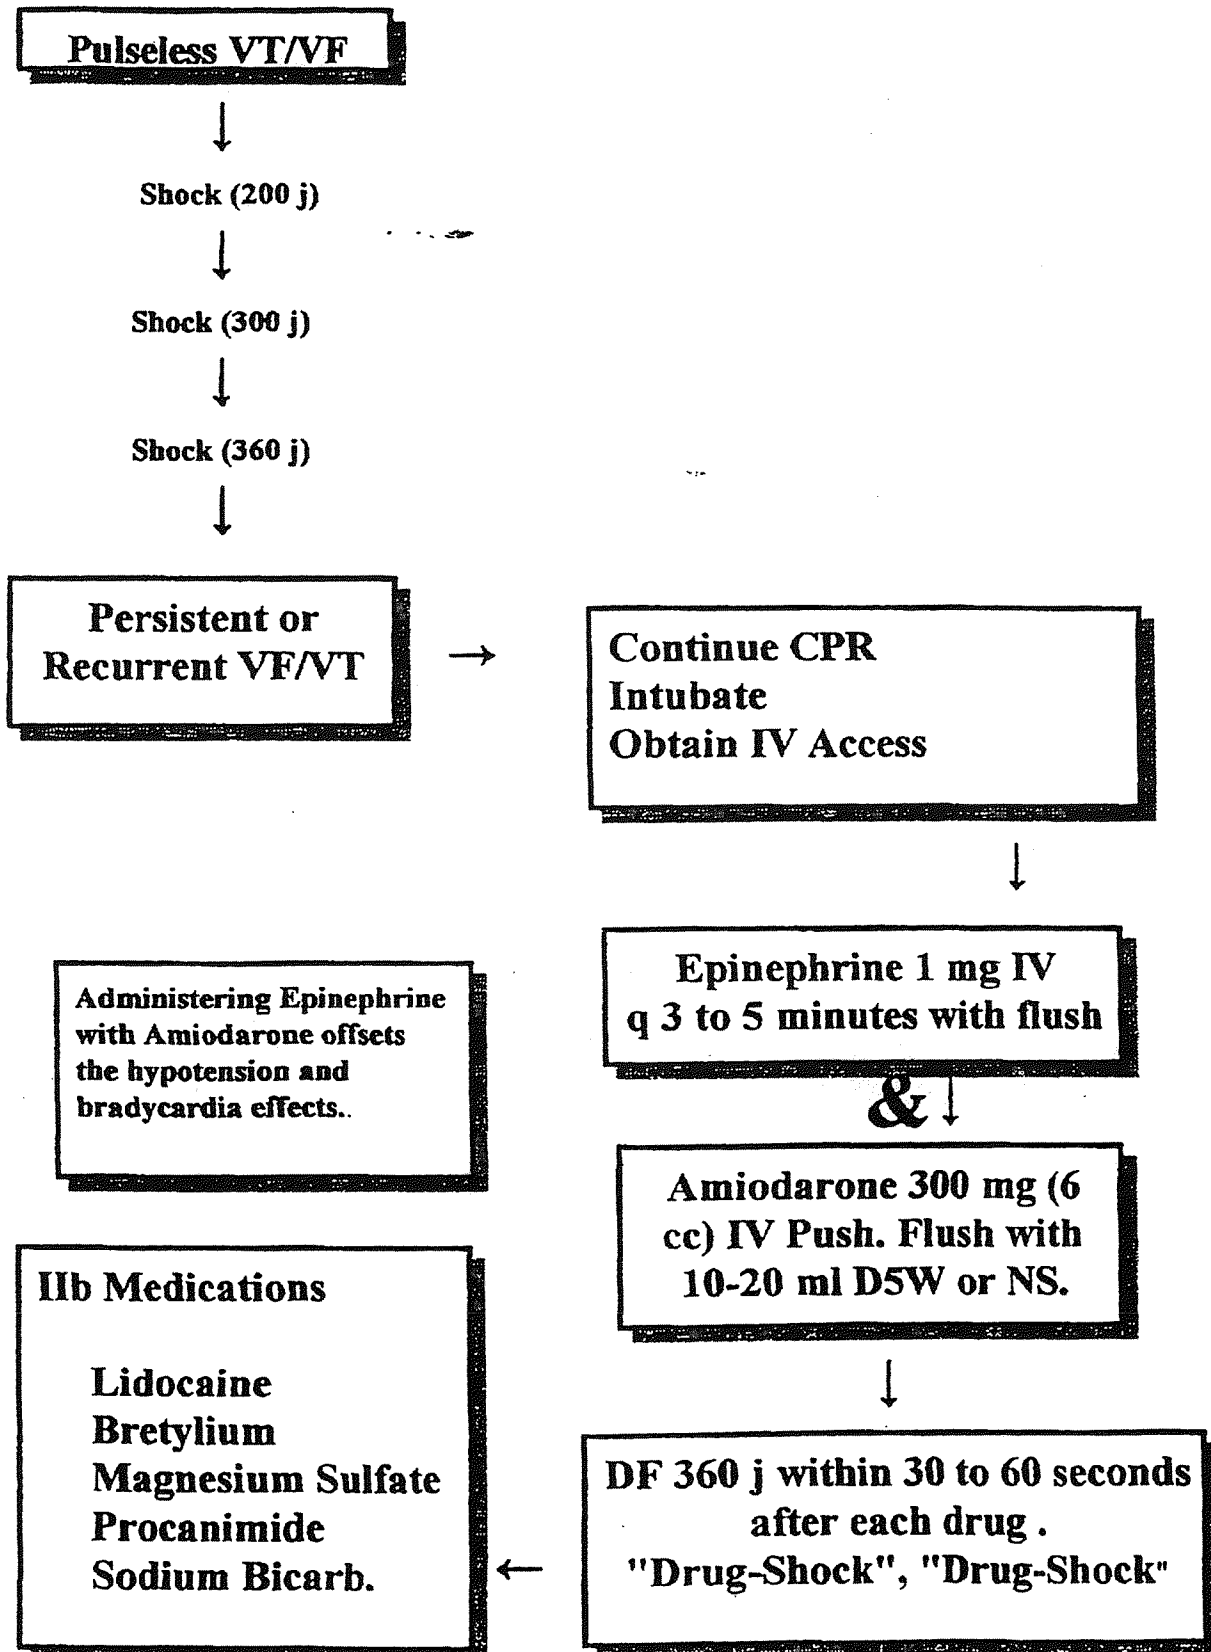 Pulseless VT/VF
↓
Shock (200 j)
↓
Shock (300 j)
↓
Shock (360 j)
↓
Persistent or
Recurrent VF/VT
→
Continue CPR
Intubate
Obtain IV Access
↓
Epinephrine 1 mg IV
q 3 to 5 minutes with flush
& ↓
Administering Epinephrine
with Amiodarone offsets
the hypotension and
bradycardia effects..
Amiodarone 300 mg (6
cc) IV Push. Flush with
10-20 ml D5W or NS.
↓
DF 360 j within 30 to 60 seconds
after each drug .
"Drug-Shock", "Drug-Shock"
←
IIb Medications
Lidocaine
Bretylium
Magnesium Sulfate
Procanimide
Sodium Bicarb.